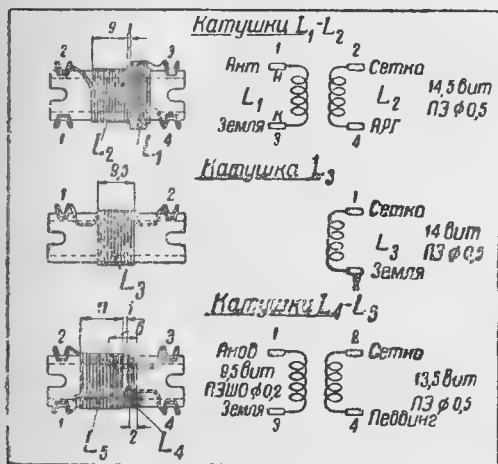 Катушки L₁-L₂
9
2 3
1 4
L₂ L₁
1 2
Ант Сетка
Н
L₁ L₂ 14,5 вит
ПЭ ϕ 0,5
К
Земля АРГ
3 4
Катушка L₃
9,5
1 2
L₃
1
Сетка
L₃ 14 вит
ПЭ ϕ 0,5
Земля
Катушки L₄-L₅
11
6
2 3
1 4
L₅ 2 L₄
1 2
Анод Сетка
9,5 вит
ПЭШО ϕ 0,2
13,5 вит
ПЭ ϕ 0,5
Земля Педдинг
3 4